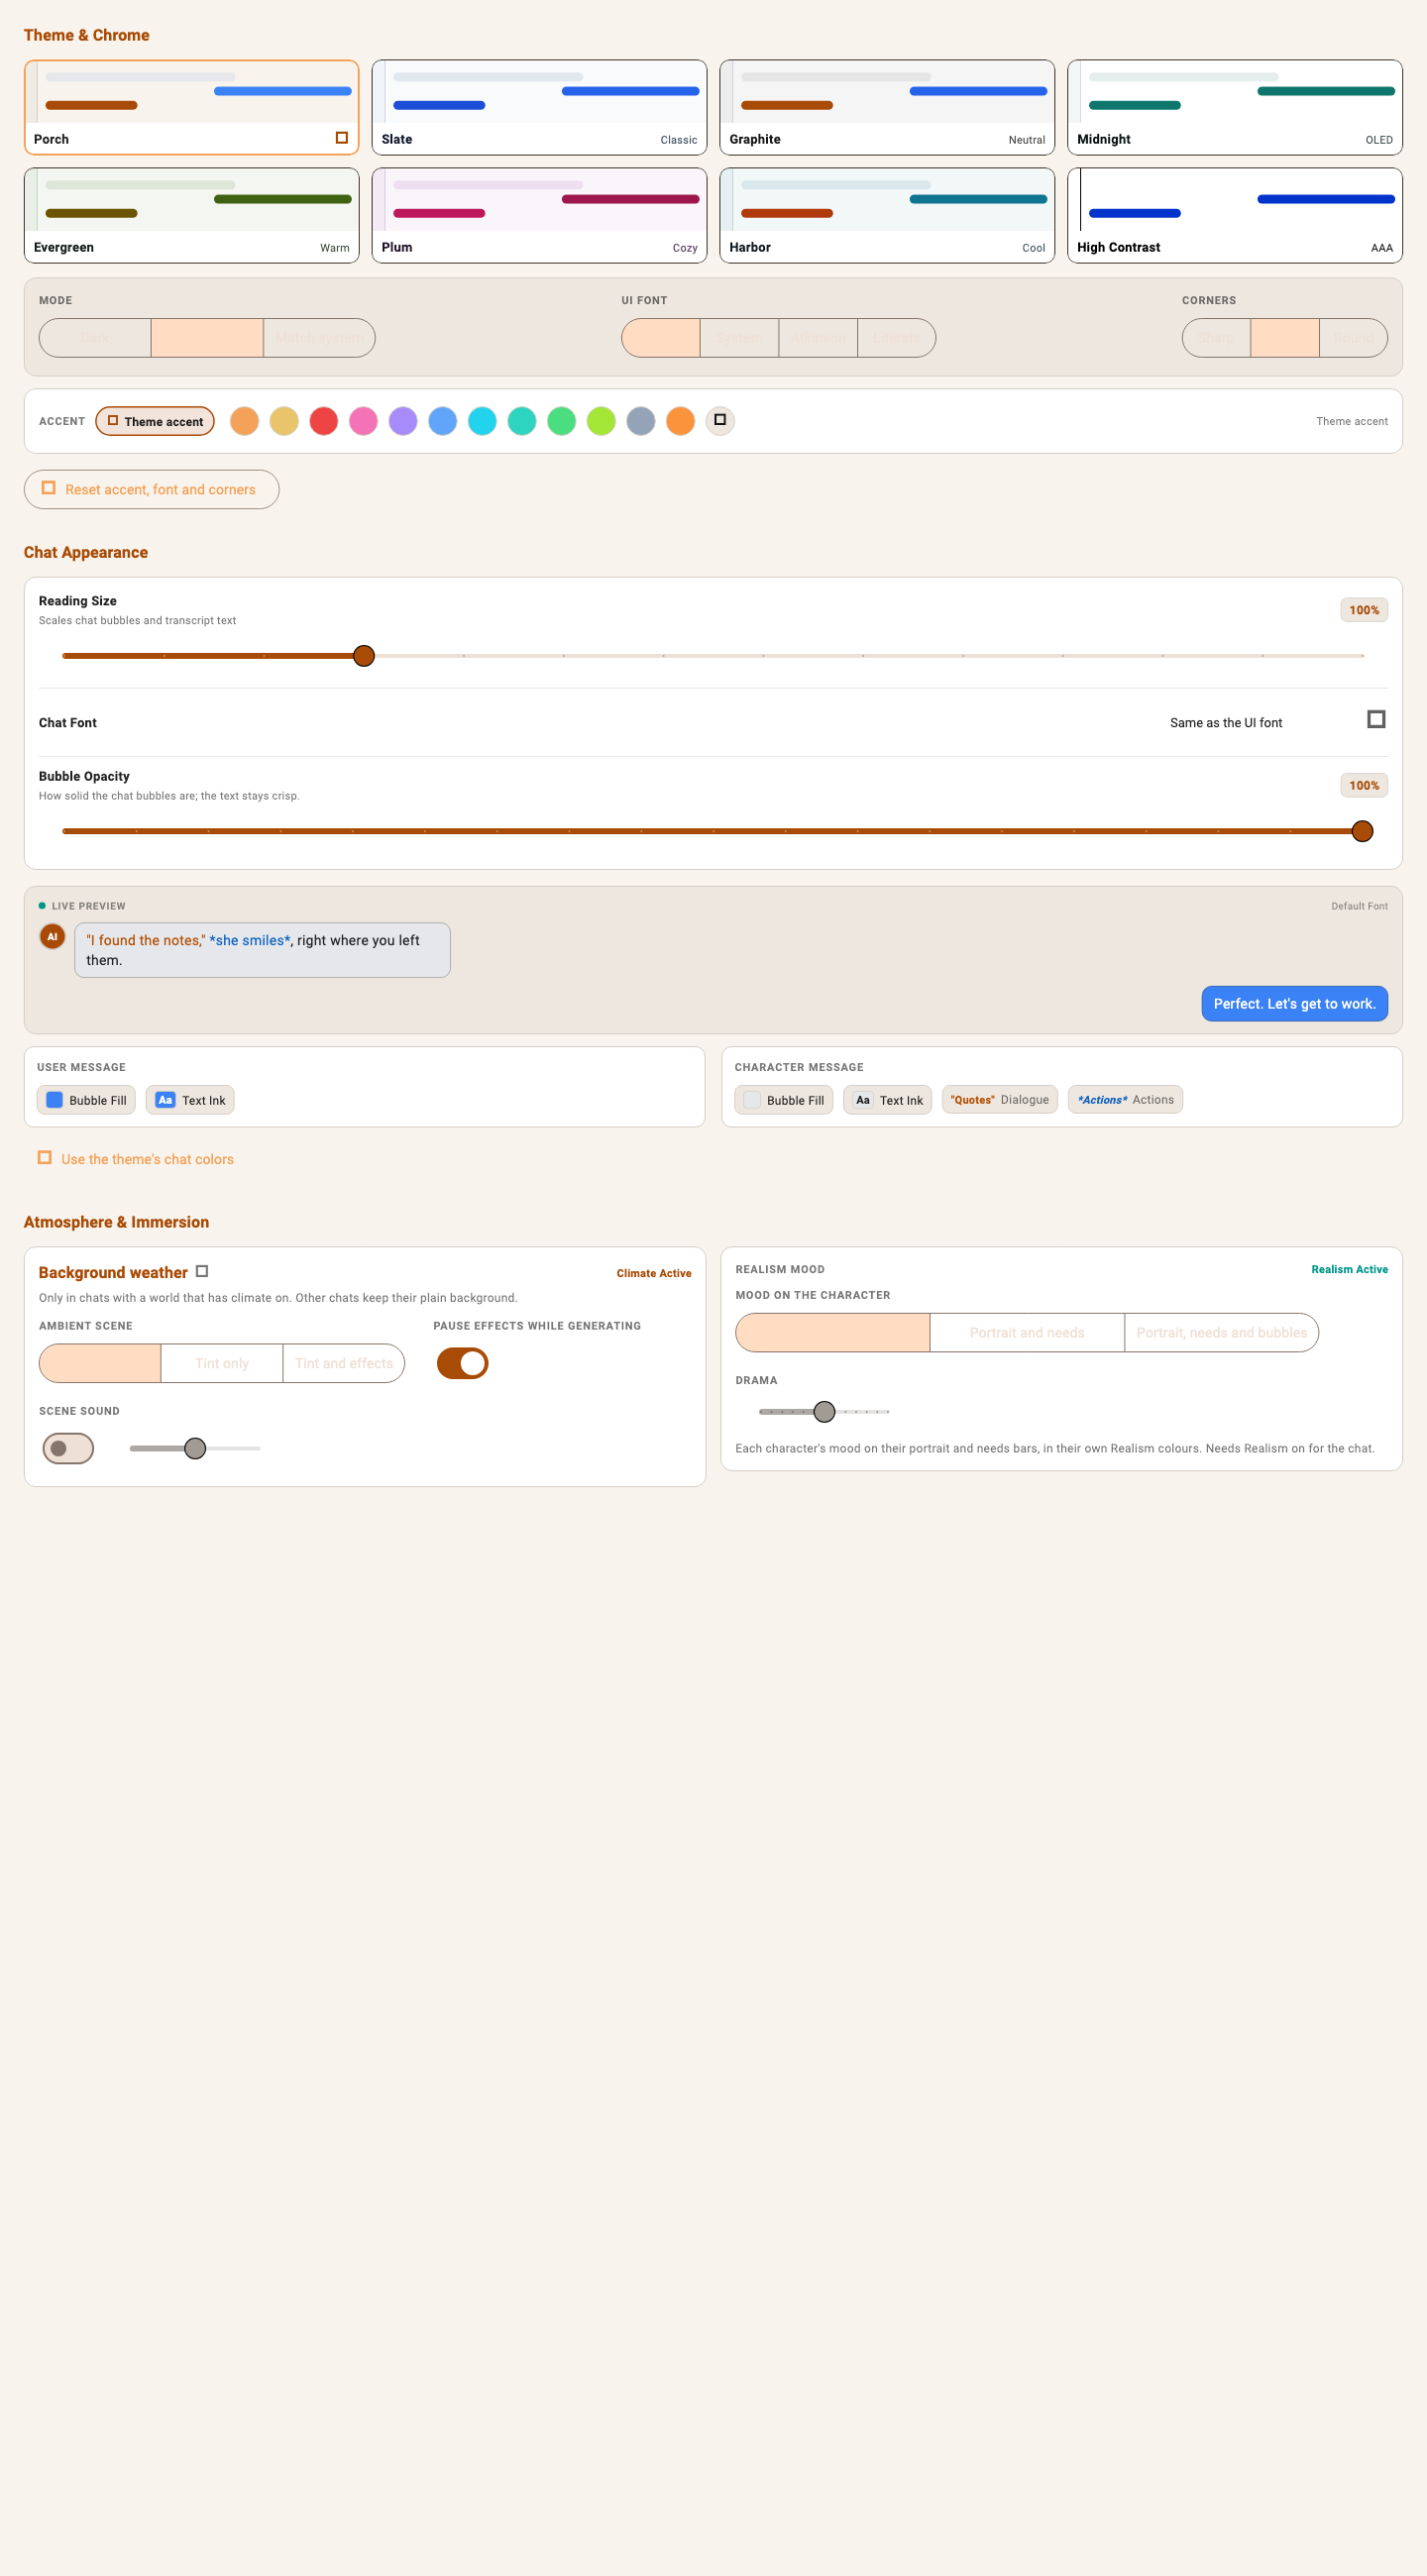 Theme & Chrome
Porch
Slate Classic
Graphite Neutral
Midnight OLED
Evergreen Warm
Plum Cozy
Harbor Cool
High Contrast AAA
MODE UI FONT CORNERS
Dark Match system System Literata Sharp Round
ACCENT Theme accent Theme accent
Reset accent, font and corners
Chat Appearance
Reading Size 100%
Scales chat bubbles and transcript text
Chat Font Same as the UI font
Bubble Opacity 100%
How solid the chat bubbles are; the text stays crisp.
LIVE PREVIEW Default Font
AI
"I found the notes," *she smiles*, right where you left
them.
Perfect. Let's get to work.
USER MESSAGE
Bubble Fill Aa Text Ink
CHARACTER MESSAGE
Bubble Fill Aa Text Ink "Quotes" Dialogue *Actions* Actions
Use the theme's chat colors
Atmosphere & Immersion
Background weather Climate Active
Only in chats with a world that has climate on. Other chats keep their plain background.
AMBIENT SCENE PAUSE EFFECTS WHILE GENERATING
Tint only Tint and effects
SCENE SOUND
REALISM MOOD Realism Active
MOOD ON THE CHARACTER
Portrait and needs Portrait, needs and bubbles
DRAMA
Each character's mood on their portrait and needs bars, in their own Realism colours. Needs Realism on for the chat.